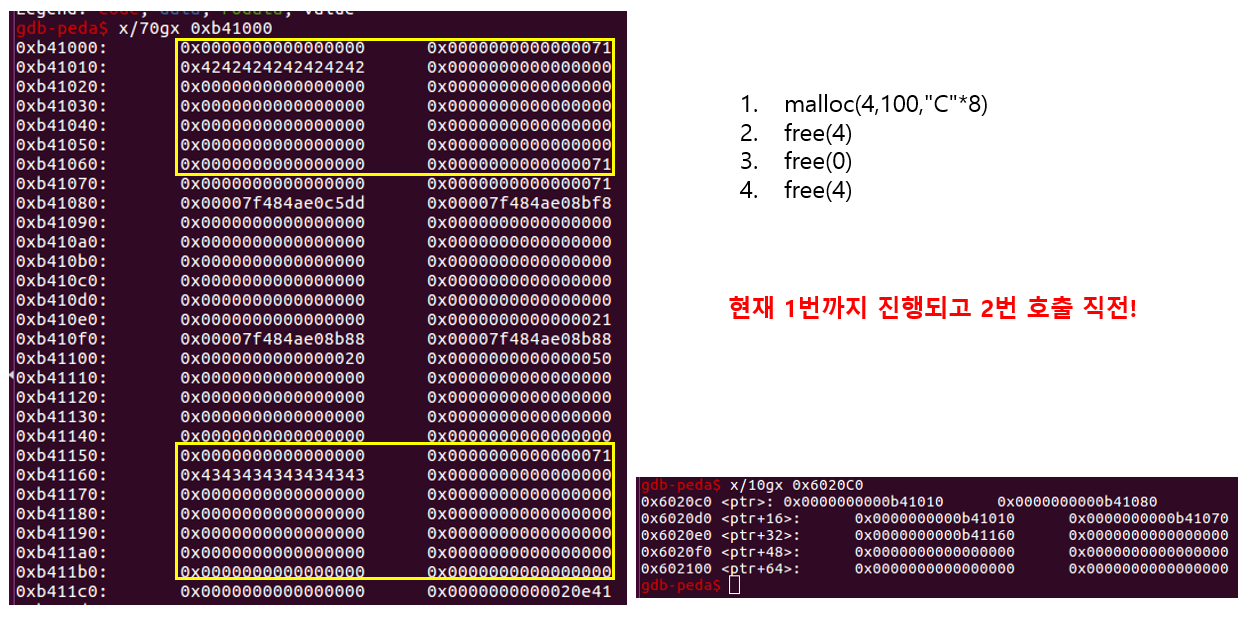 Legend: code, data, rodata, value
gdb-peda$ x/70gx 0xb41000
0xb41000: 0x0000000000000000 0x0000000000000071
0xb41010: 0x4242424242424242 0x0000000000000000
0xb41020: 0x0000000000000000 0x0000000000000000
0xb41030: 0x0000000000000000 0x0000000000000000
0xb41040: 0x0000000000000000 0x0000000000000000
0xb41050: 0x0000000000000000 0x0000000000000000
0xb41060: 0x0000000000000000 0x0000000000000071
0xb41070: 0x0000000000000000 0x0000000000000071
0xb41080: 0x00007f484ae0c5dd 0x00007f484ae08bf8
0xb41090: 0x0000000000000000 0x0000000000000000
0xb410a0: 0x0000000000000000 0x0000000000000000
0xb410b0: 0x0000000000000000 0x0000000000000000
0xb410c0: 0x0000000000000000 0x0000000000000000
0xb410d0: 0x0000000000000000 0x0000000000000000
0xb410e0: 0x0000000000000000 0x0000000000000021
0xb410f0: 0x00007f484ae08b88 0x00007f484ae08b88
0xb41100: 0x0000000000000020 0x0000000000000050
0xb41110: 0x0000000000000000 0x0000000000000000
0xb41120: 0x0000000000000000 0x0000000000000000
0xb41130: 0x0000000000000000 0x0000000000000000
0xb41140: 0x0000000000000000 0x0000000000000000
0xb41150: 0x0000000000000000 0x0000000000000071
0xb41160: 0x4343434343434343 0x0000000000000000
0xb41170: 0x0000000000000000 0x0000000000000000
0xb41180: 0x0000000000000000 0x0000000000000000
0xb41190: 0x0000000000000000 0x0000000000000000
0xb411a0: 0x0000000000000000 0x0000000000000000
0xb411b0: 0x0000000000000000 0x0000000000000000
0xb411c0: 0x0000000000000000 0x0000000000020e41
1. malloc(4,100,"C"*8)
2. free(4)
3. free(0)
4. free(4)
현재 1번까지 진행되고 2번 호출 직전!
gdb-peda$ x/10gx 0x6020C0
0x6020c0 <ptr>: 0x0000000000b41010 0x0000000000b41080
0x6020d0 <ptr+16>: 0x0000000000b41010 0x0000000000b41070
0x6020e0 <ptr+32>: 0x0000000000b41160 0x0000000000000000
0x6020f0 <ptr+48>: 0x0000000000000000 0x0000000000000000
0x602100 <ptr+64>: 0x0000000000000000 0x0000000000000000
gdb-peda$